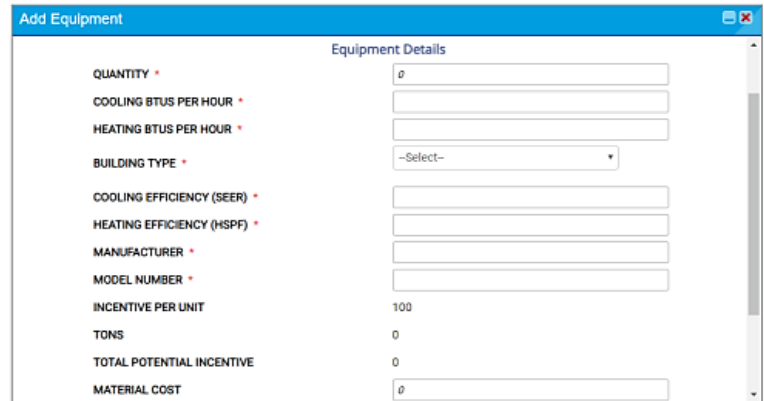 Add Equipment
Equipment Details
QUANTITY * 0
COOLING BTUS PER HOUR *
HEATING BTUS PER HOUR *
BUILDING TYPE * --Select--
COOLING EFFICIENCY (SEER) *
HEATING EFFICIENCY (HSPF) *
MANUFACTURER *
MODEL NUMBER *
INCENTIVE PER UNIT 100
TONS 0
TOTAL POTENTIAL INCENTIVE 0
MATERIAL COST 0